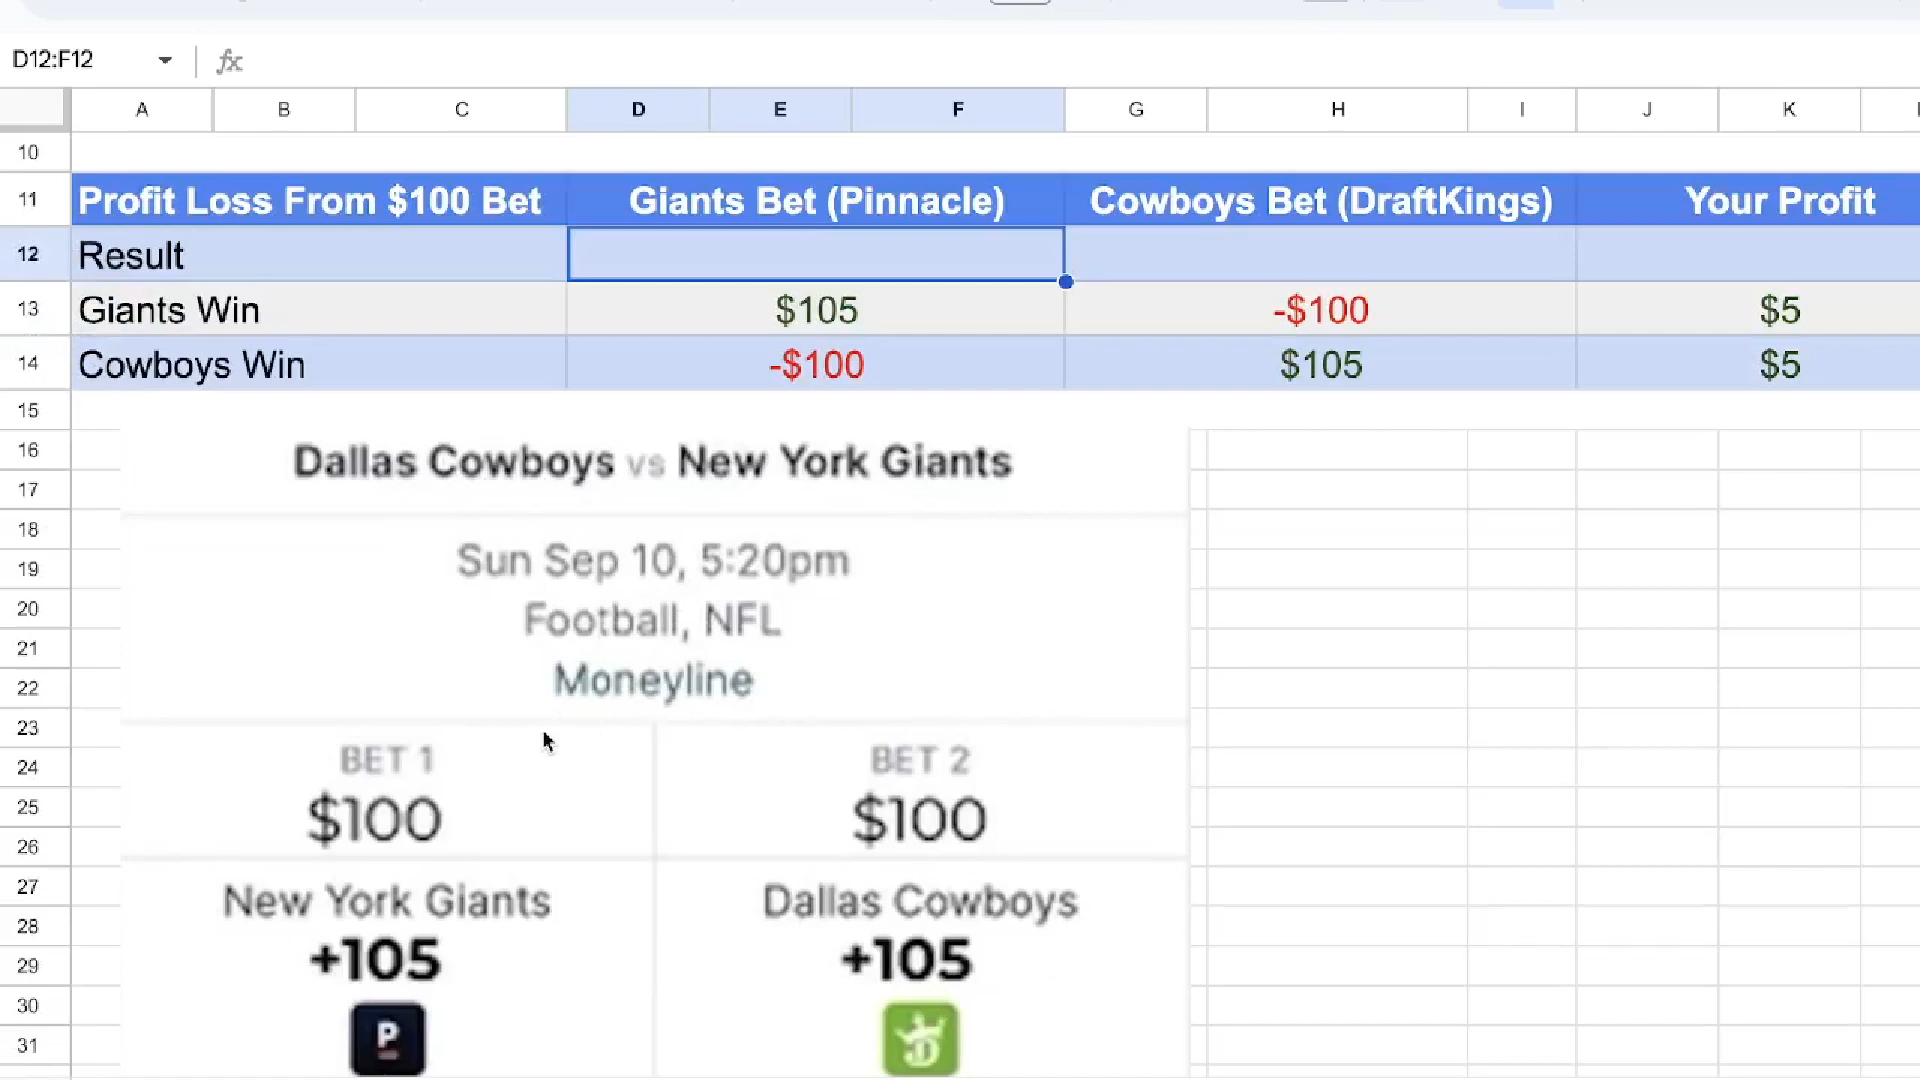 D12:F12 fx
A B C D E F G H I J K
10
11 Profit Loss From $100 Bet Giants Bet (Pinnacle) Cowboys Bet (DraftKings) Your Profit
12 Result
13 Giants Win $105 -$100 $5
14 Cowboys Win -$100 $105 $5
15
16 Dallas Cowboys vs New York Giants
17
18
19 Sun Sep 10, 5:20pm
20 Football, NFL
21
22 Moneyline
23
24 BET 1 BET 2
25 $100 $100
26
27 New York Giants Dallas Cowboys
28
29 +105 +105
30
31 P D